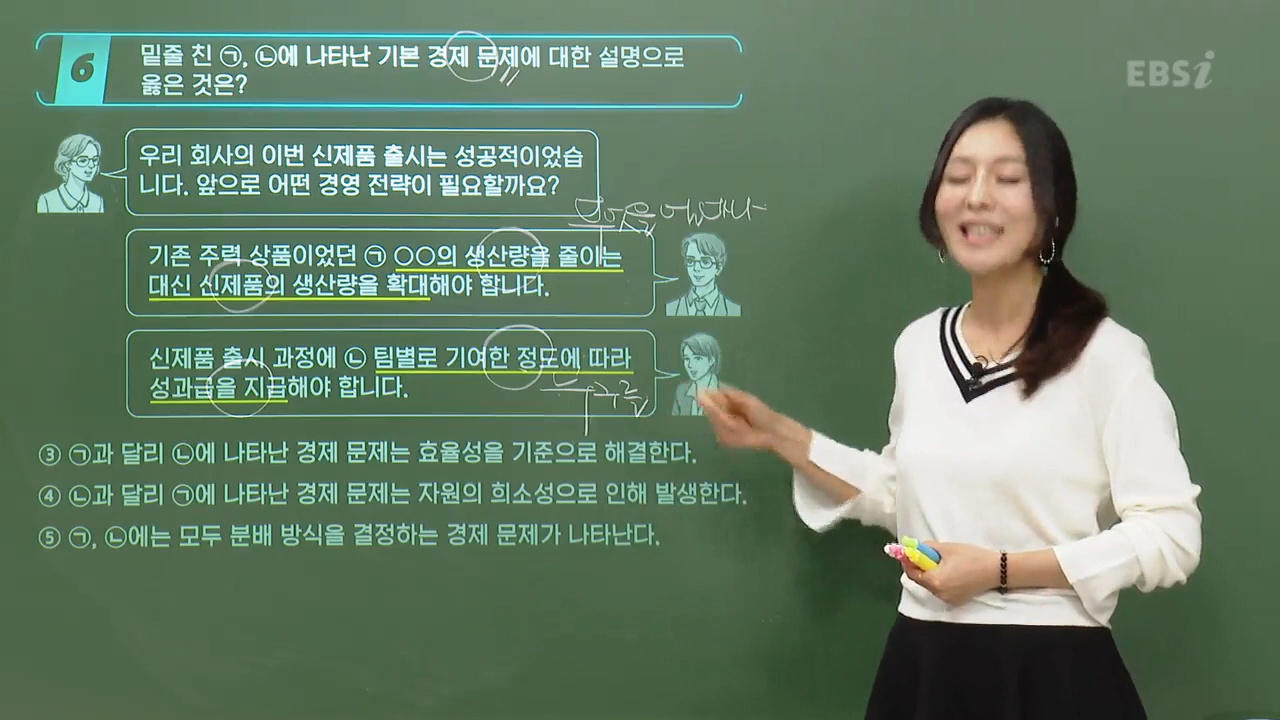 EBSi
6
밑줄 친 ㉠, ㉡에 나타난 기본 경제 문제에 대한 설명으로
옳은 것은?
우리 회사의 이번 신제품 출시는 성공적이었습
니다. 앞으로 어떤 경영 전략이 필요할까요?
기존 주력 상품이었던 ㉠ ○○의 생산량을 줄이는
대신 신제품의 생산량을 확대해야 합니다.
신제품 출시 과정에 ㉡ 팀별로 기여한 정도에 따라
성과급을 지급해야 합니다.
누구를
③ ㉠과 달리 ㉡에 나타난 경제 문제는 효율성을 기준으로 해결한다.
④ ㉡과 달리 ㉠에 나타난 경제 문제는 자원의 희소성으로 인해 발생한다.
⑤ ㉠, ㉡에는 모두 분배 방식을 결정하는 경제 문제가 나타난다.